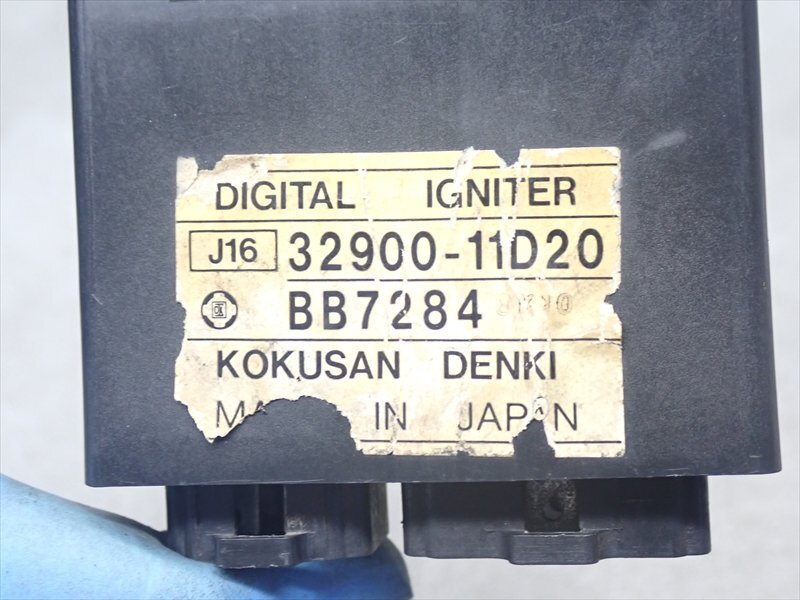 DIGITAL IGNITER
J16 32900-11D20
BB7284
KOKUSAN DENKI
IN JAPAN